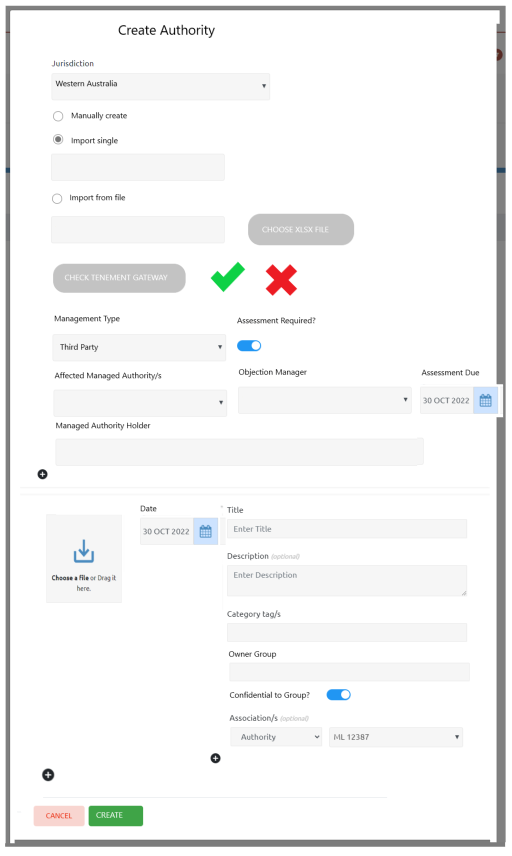 Create Authority
Jurisdiction
Western Australia
Manually create
Import single
Import from file
CHOOSE XLSX FILE
CHECK TENEMENT GATEWAY
Management Type
Assessment Required?
Third Party
Affected Managed Authority/s
Objection Manager
Assessment Due
30 OCT 2022
Managed Authority Holder
Date
Title
30 OCT 2022
Enter Title
Description (optional)
Enter Description
Choose a file or Drag it
here.
Category tag/s
Owner Group
Confidential to Group?
Association/s (optional)
Authority
ML 12387
CANCEL
CREATE